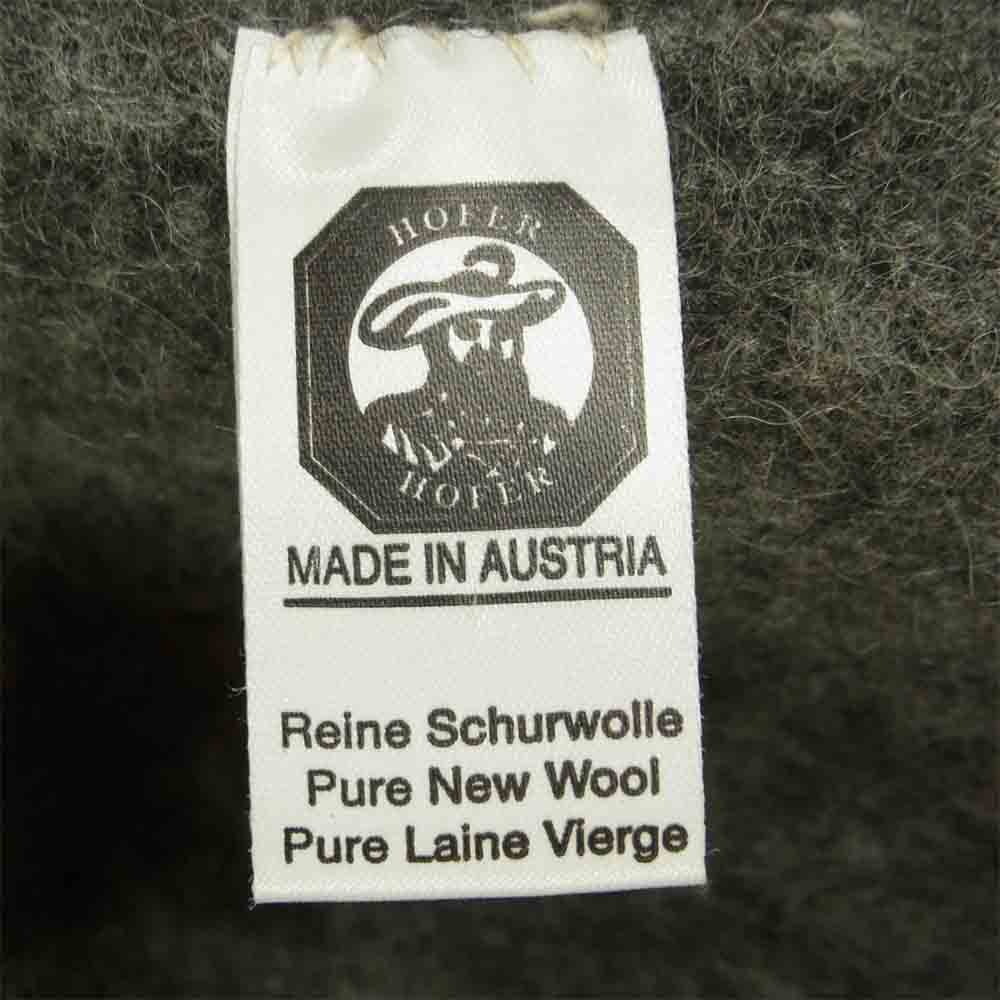 HOFER
HOFER
MADE IN AUSTRIA
Reine Schurwolle
Pure New Wool
Pure Laine Vierge